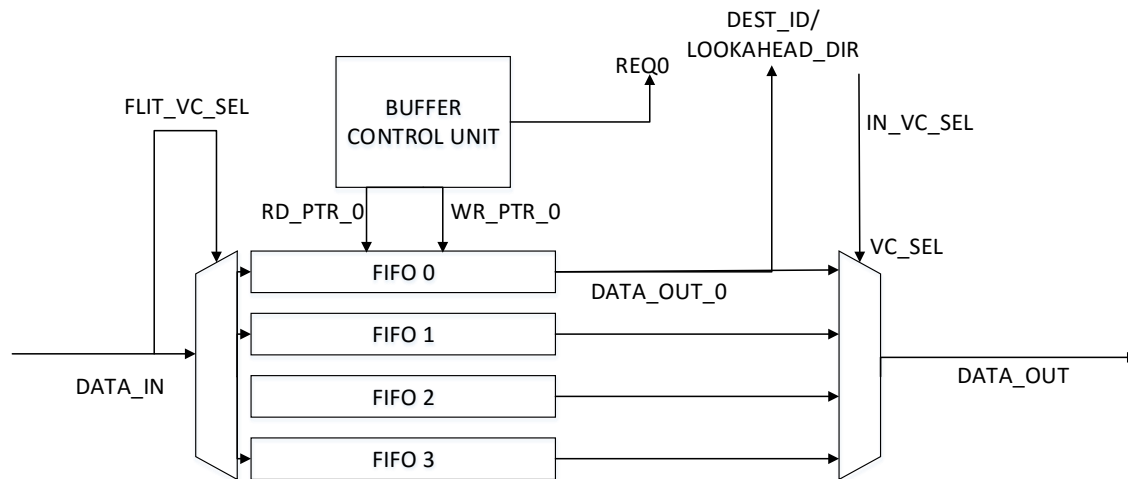 DEST_ID/
LOOKAHEAD_DIR
REQ0
BUFFER
CONTROL UNIT
FLIT_VC_SEL
IN_VC_SEL
RD_PTR_0
WR_PTR_0
VC_SEL
FIFO 0
DATA_OUT_0
FIFO 1
DATA_IN
DATA_OUT
FIFO 2
FIFO 3